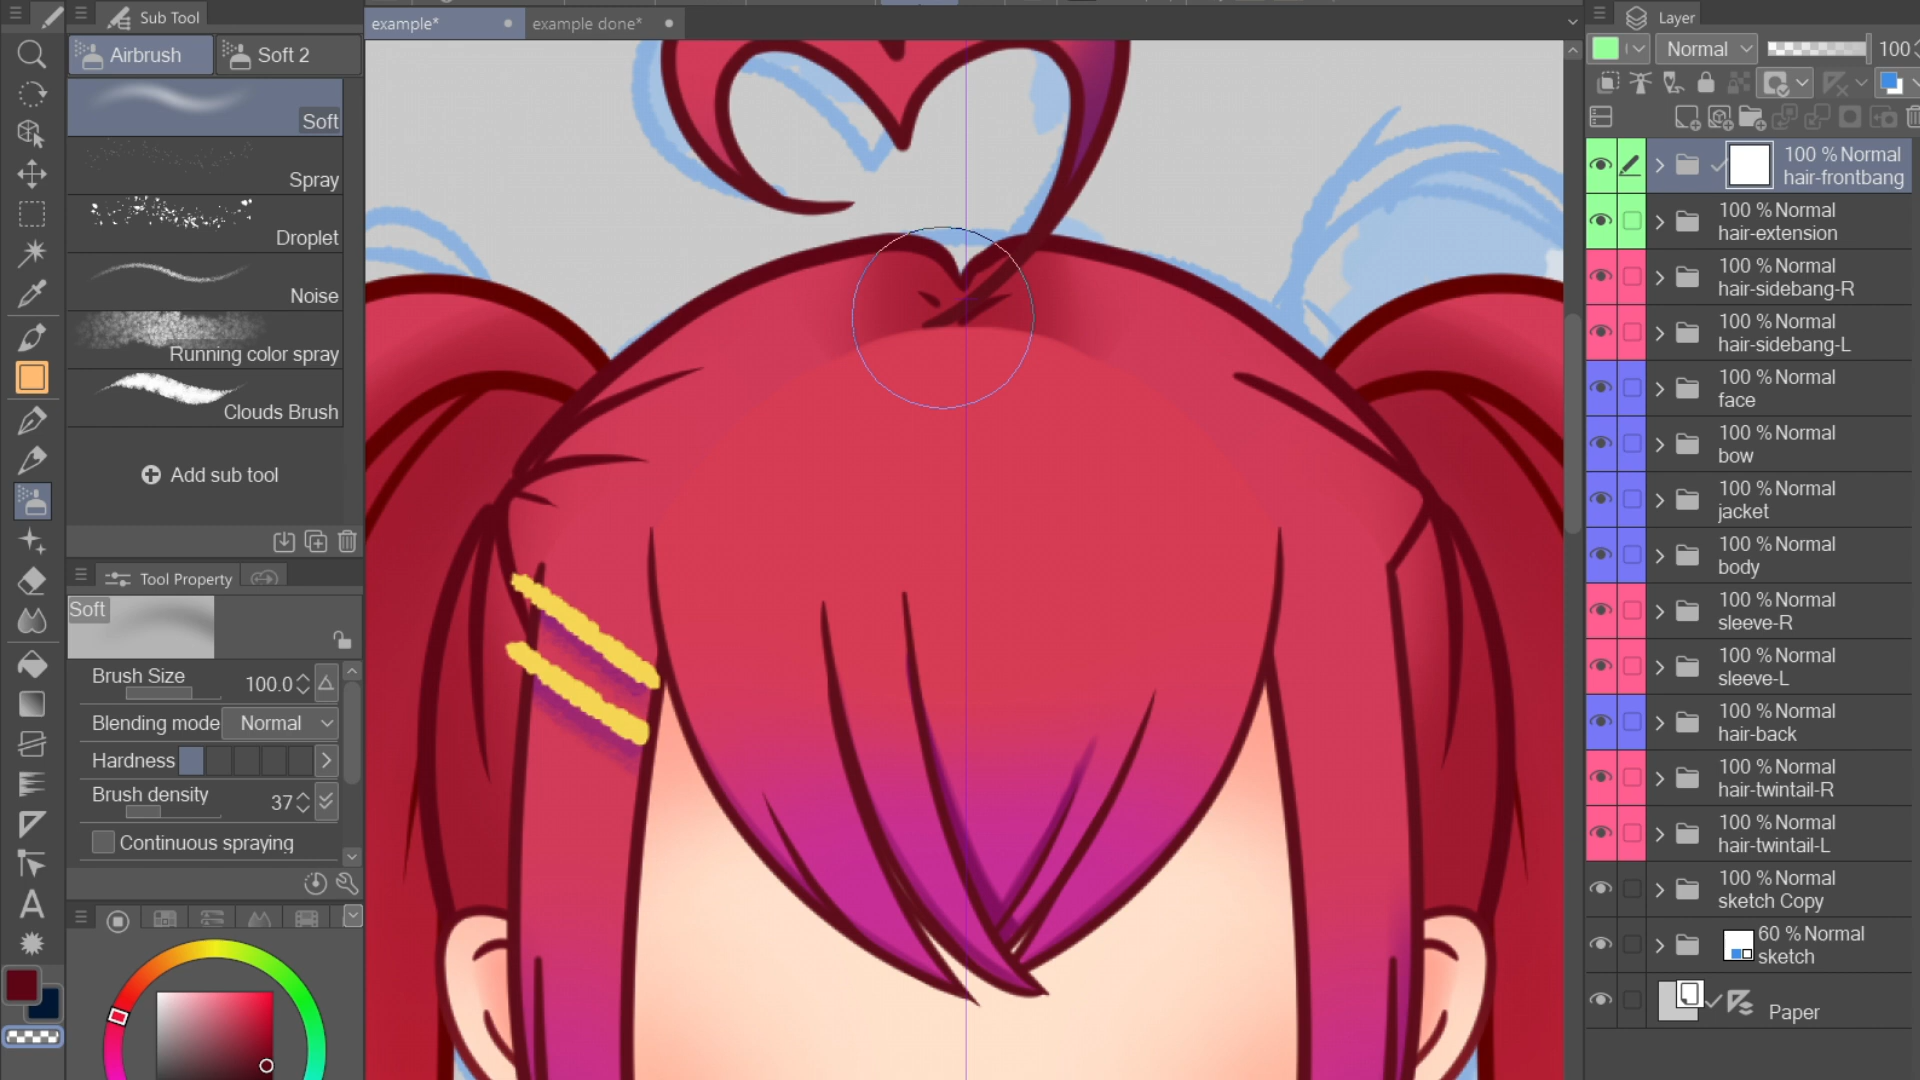 Sub Tool
example*
example done*
Layer
Airbrush
Soft 2
Normal
100
Soft
Spray
Droplet
Noise
Running color spray
Clouds Brush
Add sub tool
Tool Property
Soft
Brush Size
100.0
Blending mode
Normal
Hardness
Brush density
37
Continuous spraying
100 % Normal
hair-frontbang
100 % Normal
hair-extension
100 % Normal
hair-sidebang-R
100 % Normal
hair-sidebang-L
100 % Normal
face
100 % Normal
bow
100 % Normal
jacket
100 % Normal
body
100 % Normal
sleeve-R
100 % Normal
sleeve-L
100 % Normal
hair-back
100 % Normal
hair-twintail-R
100 % Normal
hair-twintail-L
100 % Normal
sketch Copy
60 % Normal
sketch
Paper